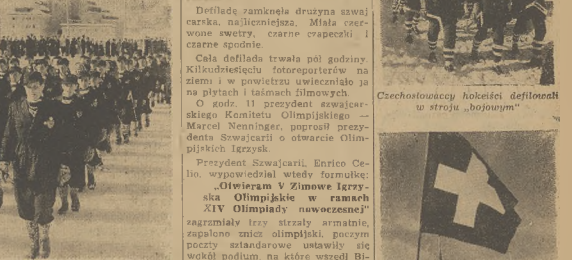 Defiladę zamknęła drużyna szwaj
carska, najliczniejsza. Miała czer-
wone swetry, czarne czapeczki i
czarne spodnie.
Cała defilada trwała pół godziny.
Kilkudziesięciu fotoreporterów na
ziemi i w powietrzu uwieczniało ją
na płytach i taśmach filmowych.
O godz. 11 prezydent szwajcar-
skiego Komitetu Olimpijskiego —
Marcel Nenninger, poprosił prezy-
denta Szwajcarii o otwarcie Olim-
pijskich Igrzysk.
Prezydent Szwajcarii, Enrico Ce-
lio, wypowiedział wtedy formułkę:
„Otwieram V Zimowe Igrzy-
ska Olimpijskie w ramach
XIV Olimpiady nowoczesnej"
zagrzmiały trzy strzały armatnie,
zapalono znicz olimpijski, poczym
poczty sztandarowe ustawiły się
wokół podium, na które wszedł Bi-
Czechosłowaccy hokeiści defilowali
w stroju „bojowym"